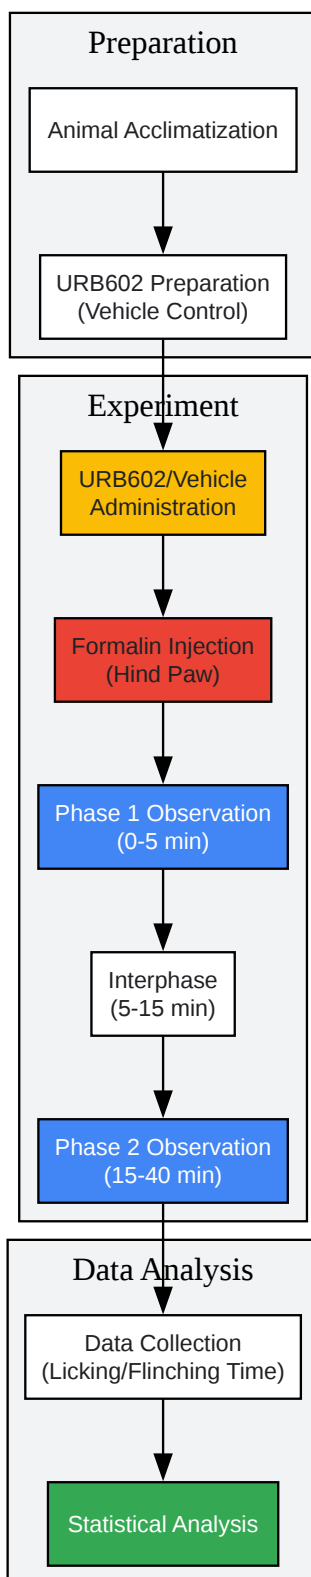 Preparation
Animal Acclimatization
URB602 Preparation
(Vehicle Control)
Experiment
URB602/Vehicle
Administration
Formalin Injection
(Hind Paw)
Phase 1 Observation
(0-5 min)
Interphase
(5-15 min)
Phase 2 Observation
(15-40 min)
Data Analysis
Data Collection
(Licking/Flinching Time)
Statistical Analysis